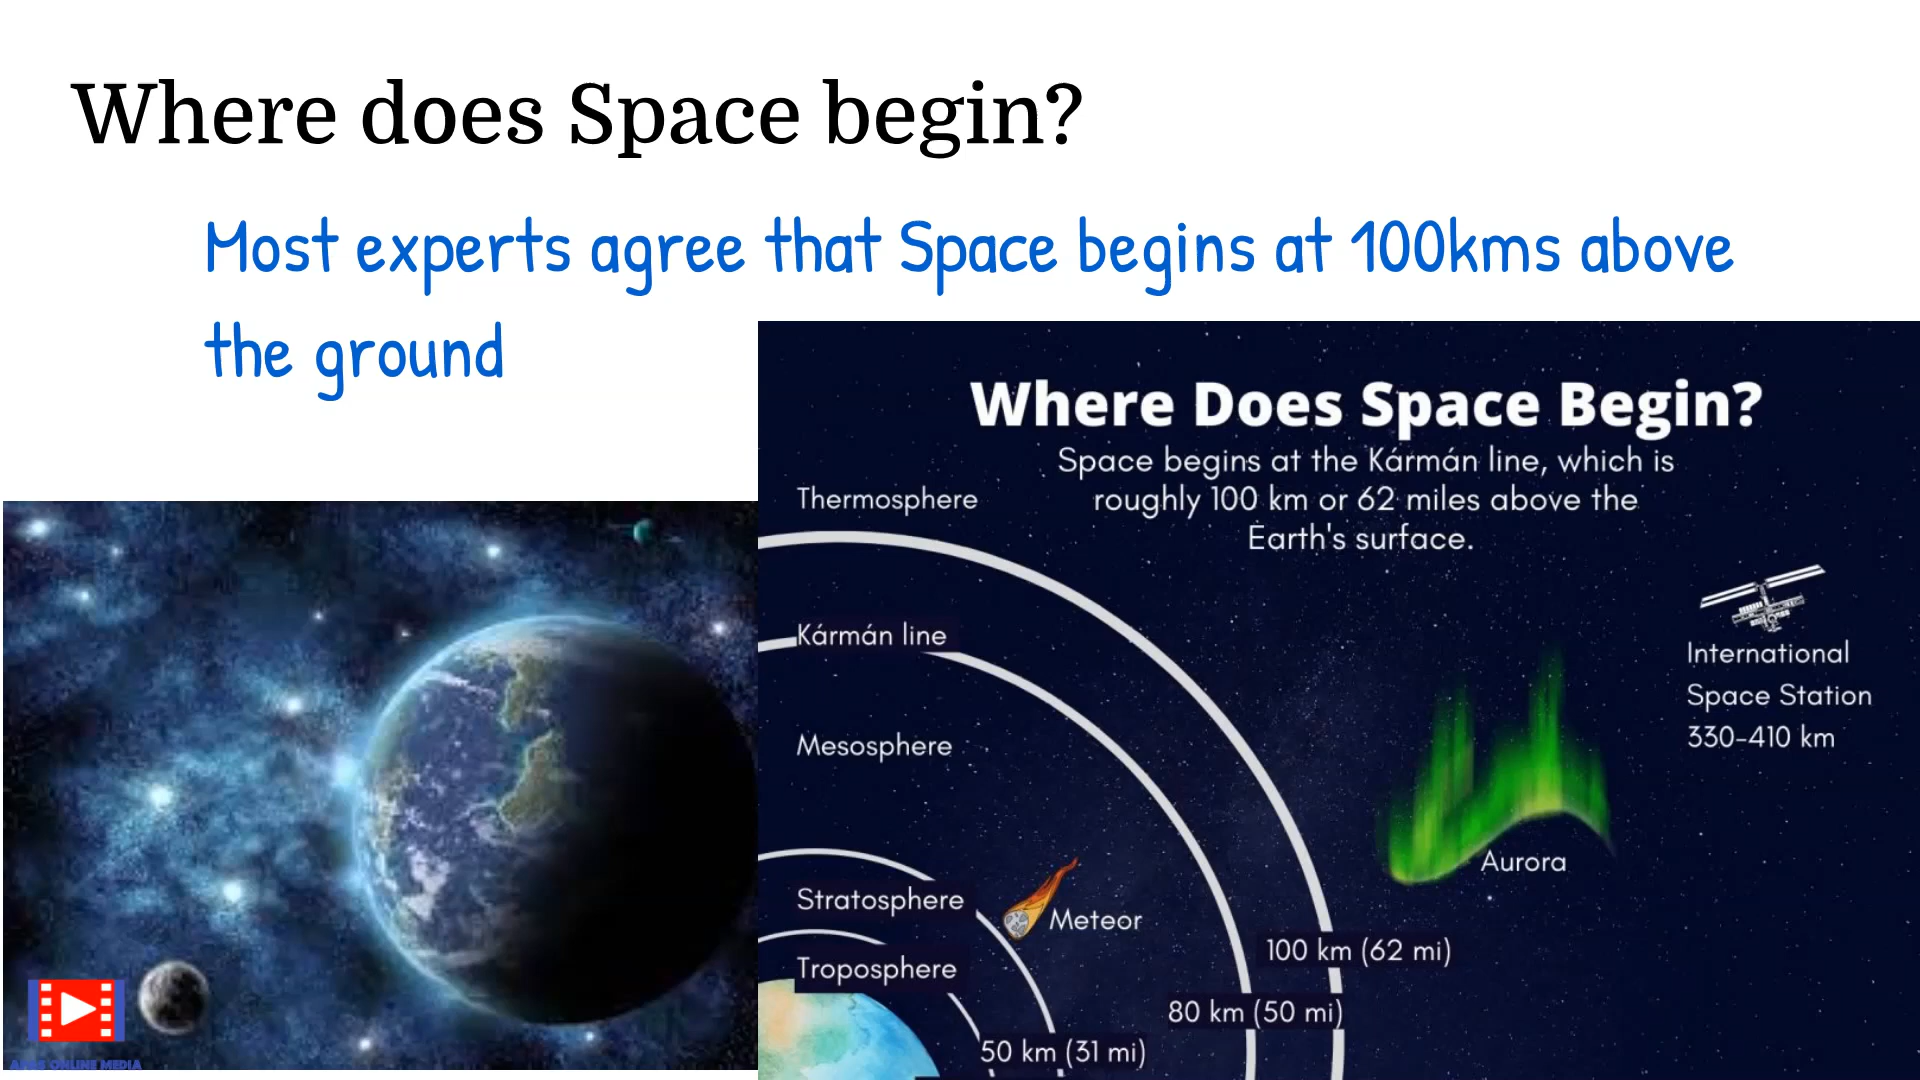 Where does Space begin?
Most experts agree that Space begins at 100kms above
the ground
Where Does Space Begin?
Space begins at the Kármán line, which is
roughly 100 km or 62 miles above the
Earth's surface.
Thermosphere
Kármán line
Mesosphere
Stratosphere
Troposphere
Meteor
Aurora
International
Space Station
330-410 km
100 km (62 mi)
80 km (50 mi)
50 km (31 mi)
ONLINE MEDIA